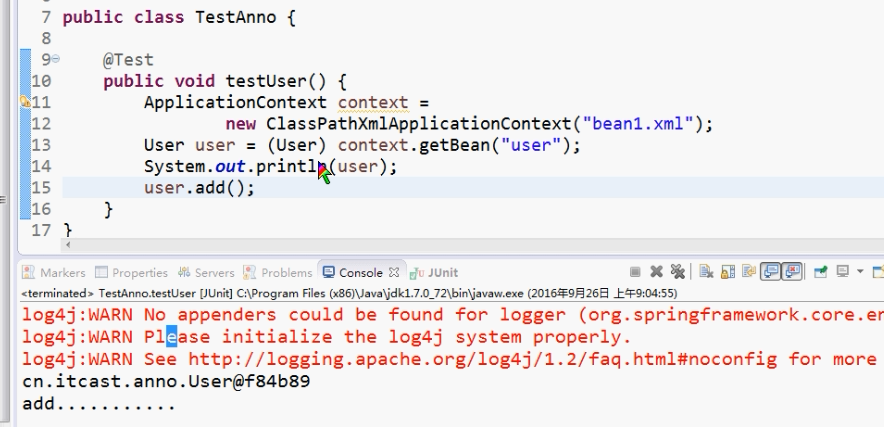 7 public class TestAnno {
8
9 @Test
10 public void testUser() {
11 ApplicationContext context =
12 new ClassPathXmlApplicationContext("bean1.xml");
13 User user = (User) context.getBean("user");
14 System.out.println(user);
15 user.add();
16 }
17 }
Markers Properties Servers Problems Console JUnit
<terminated> TestAnno.testUser [JUnit] C:\Program Files (x86)\Java\jdk1.7.0_72\bin\javaw.exe (2016年9月26日 上午9:04:55)
log4j:WARN No appenders could be found for logger (org.springframework.core.en
log4j:WARN Please initialize the log4j system properly.
log4j:WARN See http://logging.apache.org/log4j/1.2/faq.html#noconfig for more
cn.itcast.anno.User@f84b89
add...........